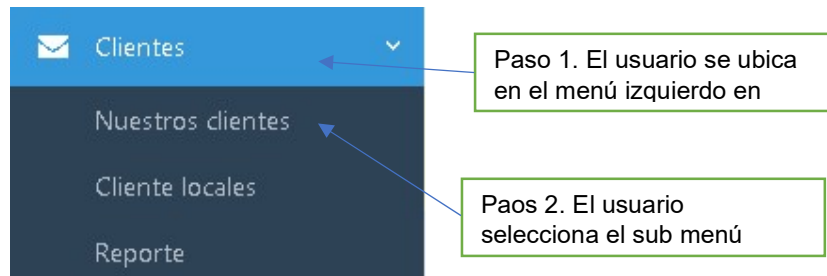 Clientes
Paso 1. El usuario se ubica
en el menú izquierdo en
Nuestros clientes
Cliente locales
Paos 2. El usuario
selecciona el sub menú
Reporte